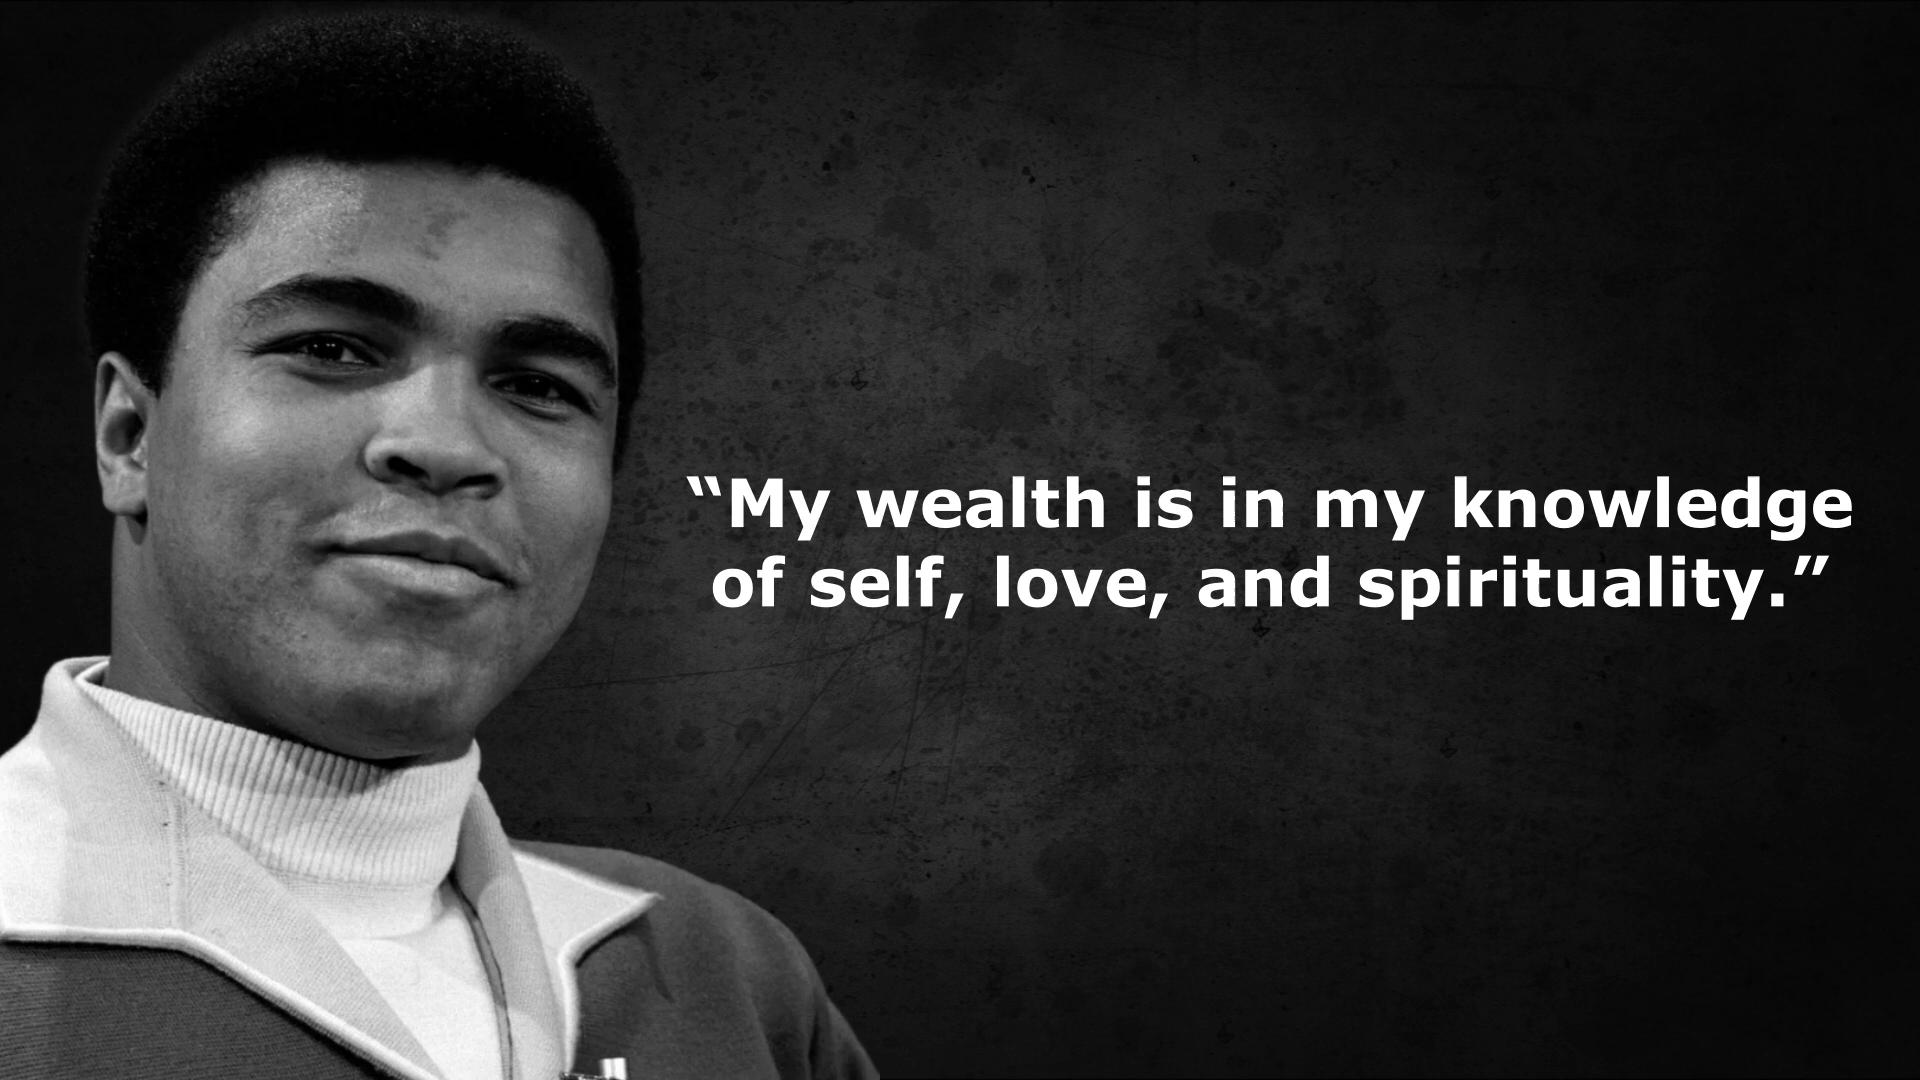 “My wealth is in my knowledge
of self, love, and spirituality.”